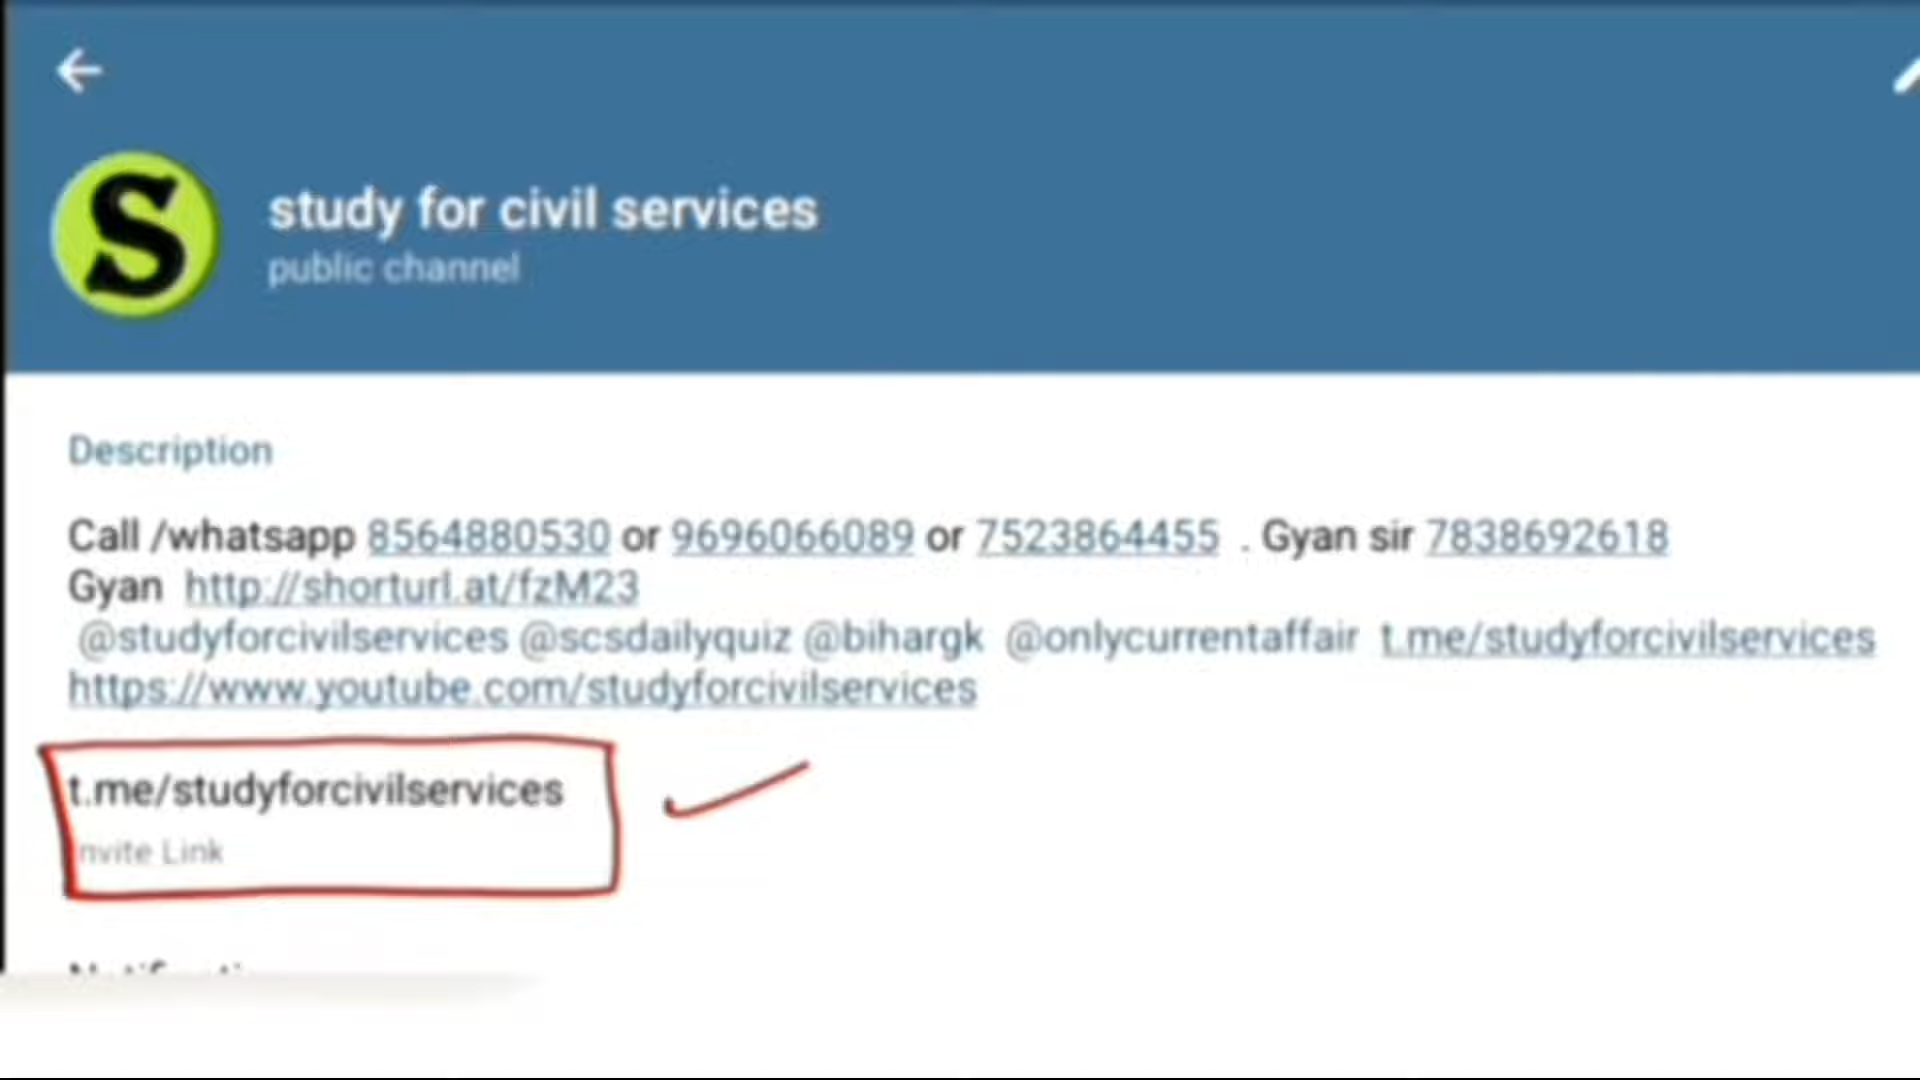 S
study for civil services
public channel
Description
Call /whatsapp 8564880530 or 9696066089 or 7523864455 . Gyan sir 7838692618
Gyan http://shorturl.at/fzM23
@studyforcivilservices @scsdailyquiz @bihargk @onlycurrentaffair t.me/studyforcivilservices
https://www.youtube.com/studyforcivilservices
t.me/studyforcivilservices
Invite Link